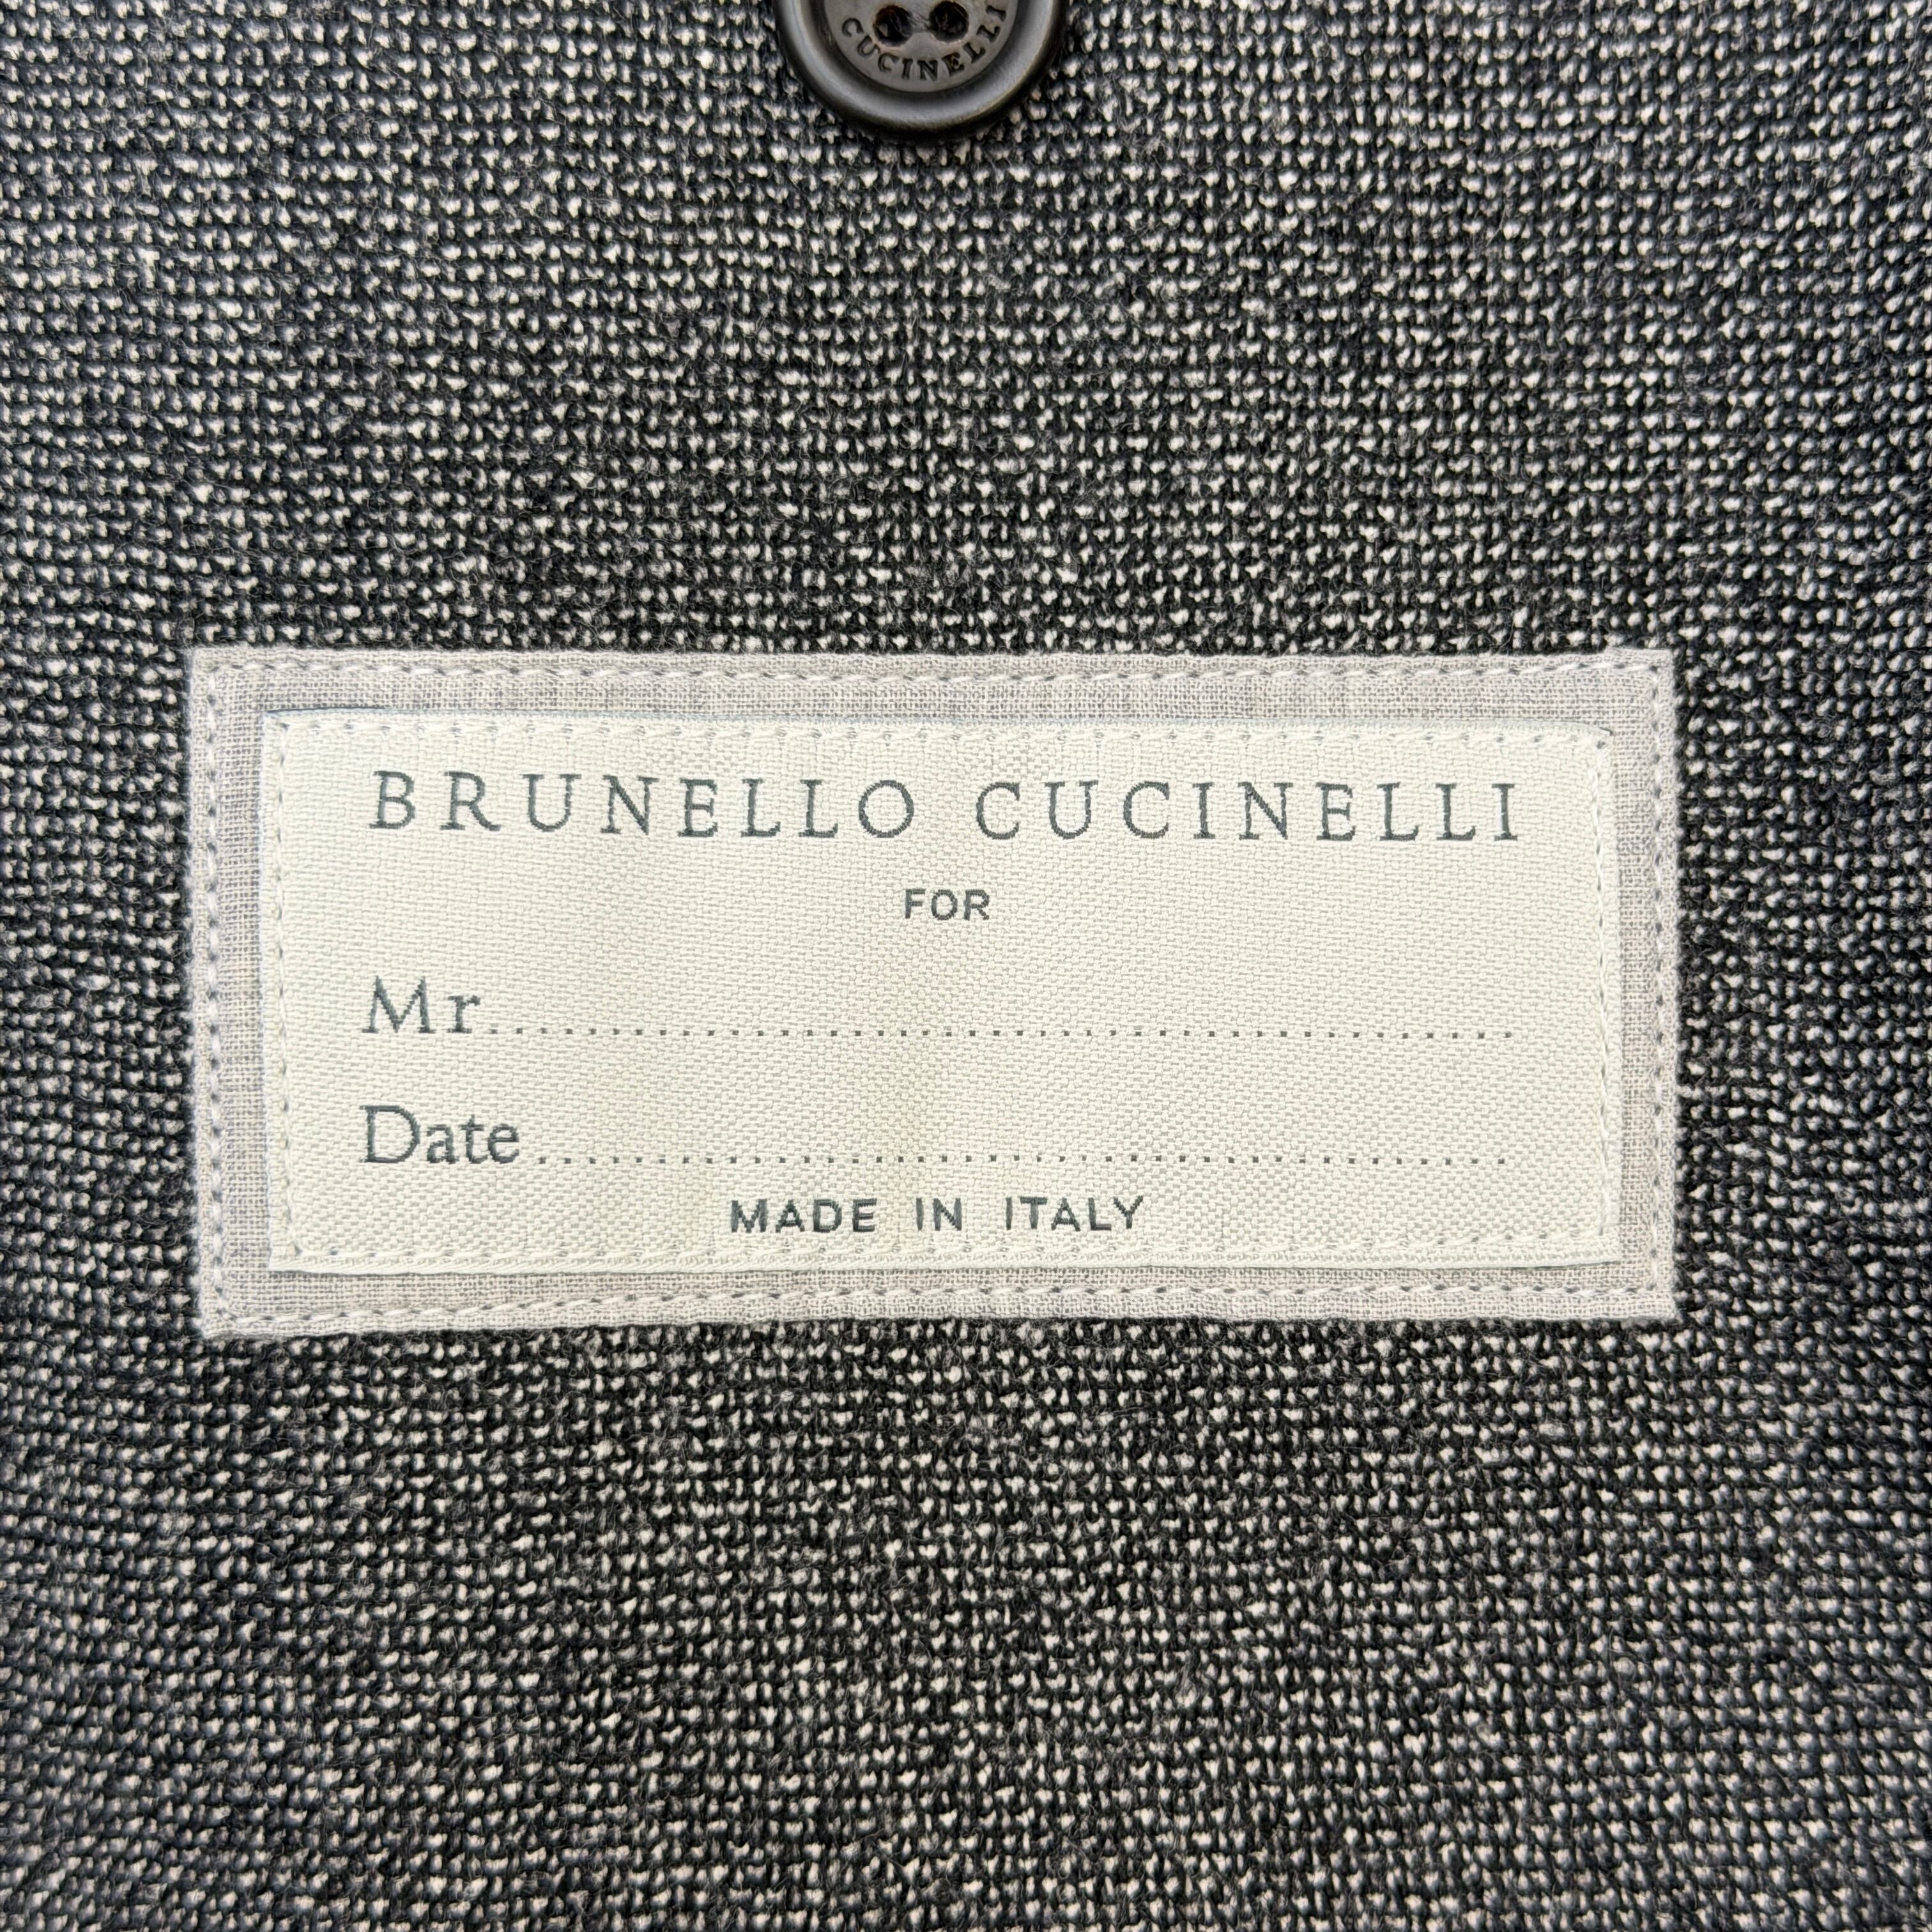 CUCINELLI
BRUNELLO CUCINELLI
FOR
Mr..........................................
Date........................................
MADE IN ITALY